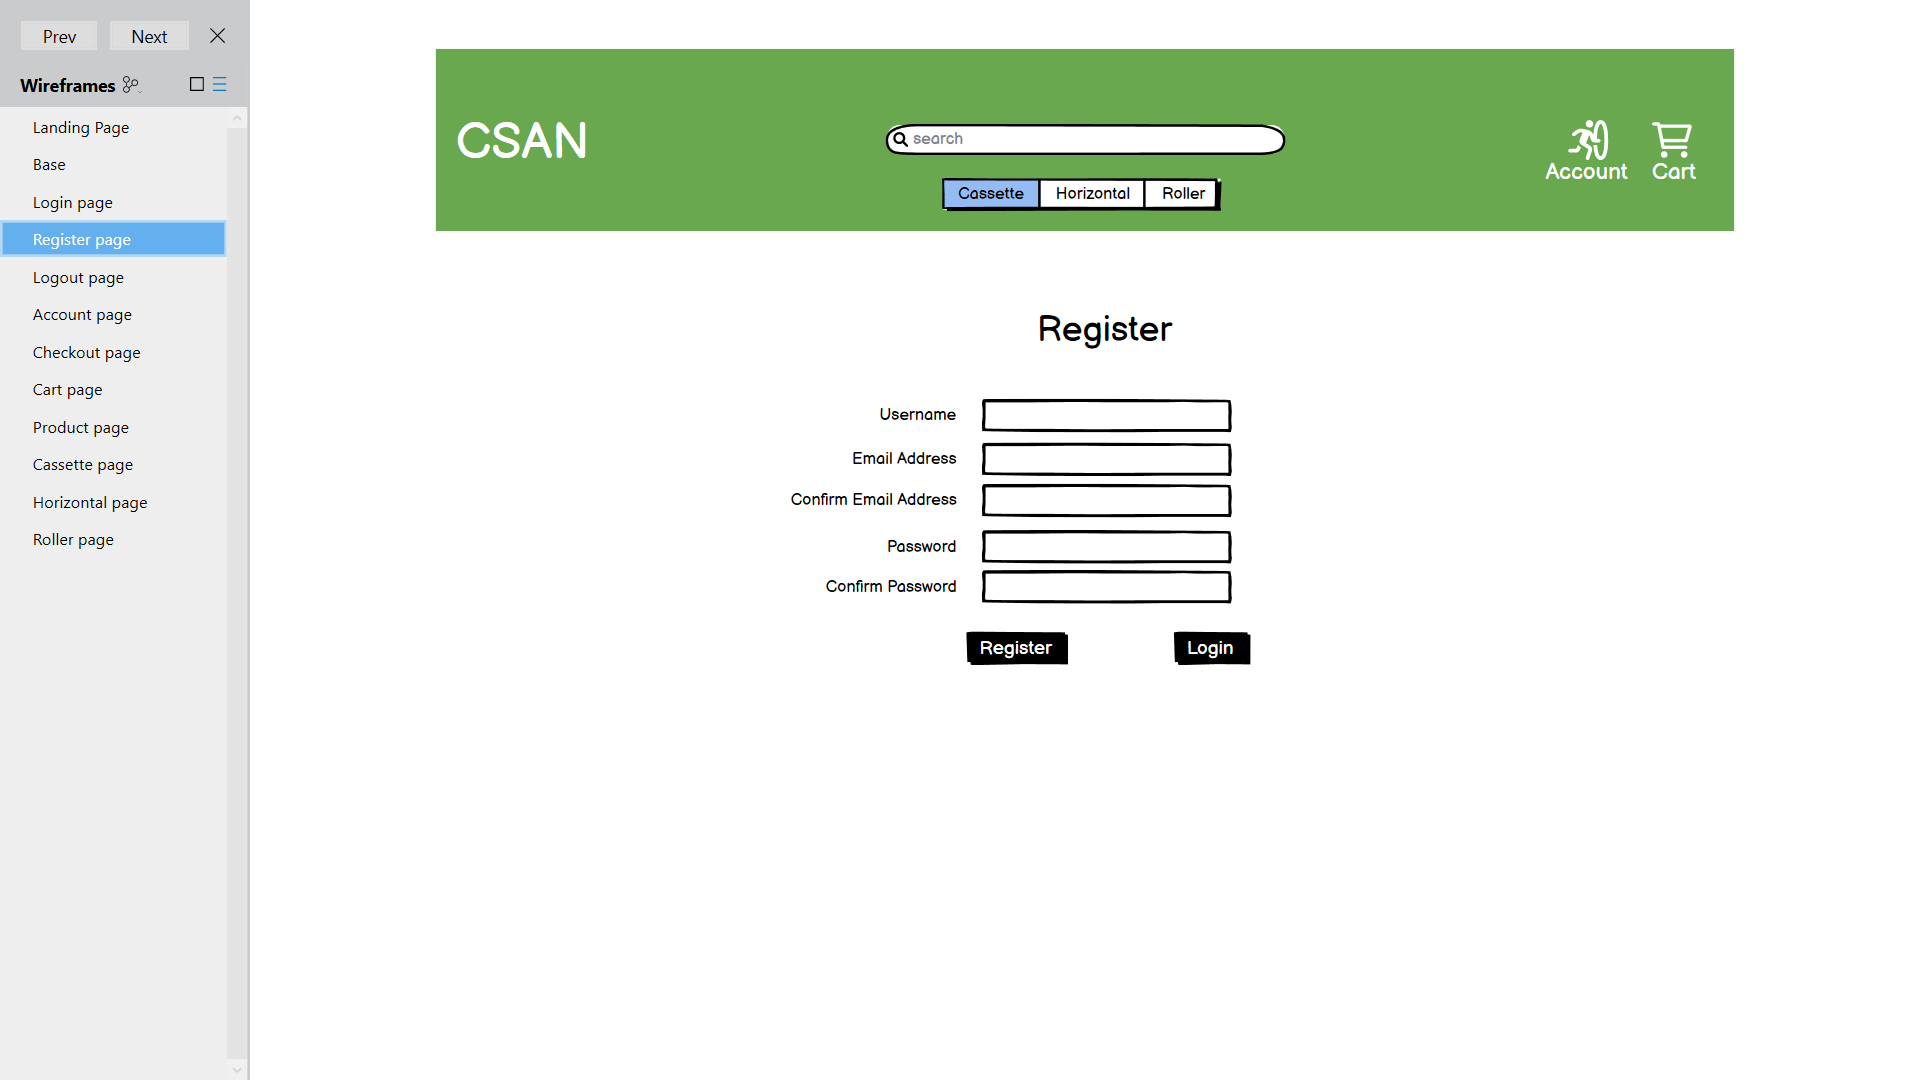 Prev Next
Wireframes
Landing Page
Base
Login page
Register page
Logout page
Account page
Checkout page
Cart page
Product page
Cassette page
Horizontal page
Roller page
CSAN
search
Cassette Horizontal Roller
Account Cart
Register
Username
Email Address
Confirm Email Address
Password
Confirm Password
Register Login